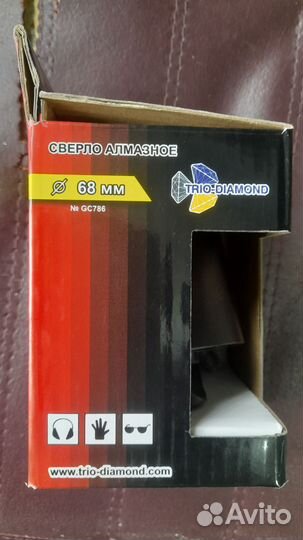 СВЕРЛО АЛМАЗНОЕ
68 мм
№ GC786
TRIO-DIAMOND
www.trio-diamond.com
Avito